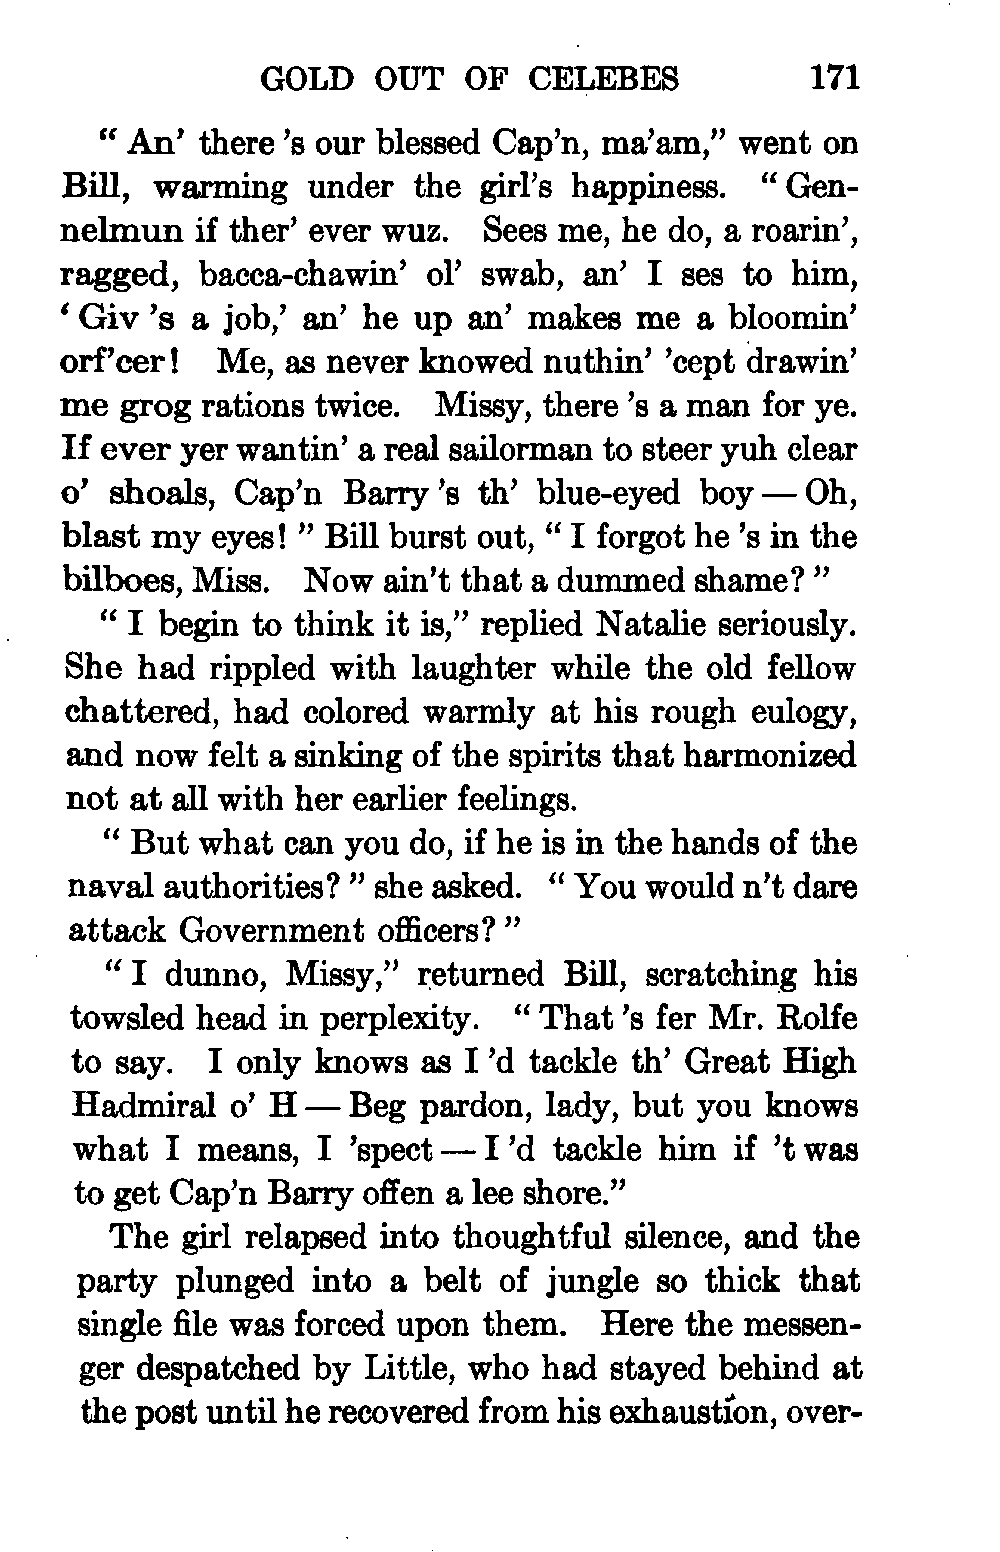 GOLD OUT OF CELEBES 171
“ An’ there ’s our blessed Cap’n, ma’am,” went on
Bill, warming under the girl’s happiness. “ Gen-
nelmun if ther’ ever wuz. Sees me, he do, a roarin’,
ragged, bacca-chawin’ ol’ swab, an’ I ses to him,
‘ Giv ’s a job,’ an’ he up an’ makes me a bloomin’
orf’cer! Me, as never knowed nuthin’ ’cept drawin’
me grog rations twice. Missy, there ’s a man for ye.
If ever yer wantin’ a real sailorman to steer yuh clear
o’ shoals, Cap’n Barry ’s th’ blue-eyed boy — Oh,
blast my eyes! ” Bill burst out, “ I forgot he ’s in the
bilboes, Miss. Now ain’t that a dummed shame? ”
“ I begin to think it is,” replied Natalie seriously.
She had rippled with laughter while the old fellow
chattered, had colored warmly at his rough eulogy,
and now felt a sinking of the spirits that harmonized
not at all with her earlier feelings.
“ But what can you do, if he is in the hands of the
naval authorities? ” she asked. “ You would n’t dare
attack Government officers? ”
“ I dunno, Missy,” returned Bill, scratching his
towsled head in perplexity. “ That ’s fer Mr. Rolfe
to say. I only knows as I ’d tackle th’ Great High
Hadmiral o’ H — Beg pardon, lady, but you knows
what I means, I ’spect — I ’d tackle him if ’t was
to get Cap’n Barry offen a lee shore.”
The girl relapsed into thoughtful silence, and the
party plunged into a belt of jungle so thick that
single file was forced upon them. Here the messen-
ger despatched by Little, who had stayed behind at
the post until he recovered from his exhaustion, over-